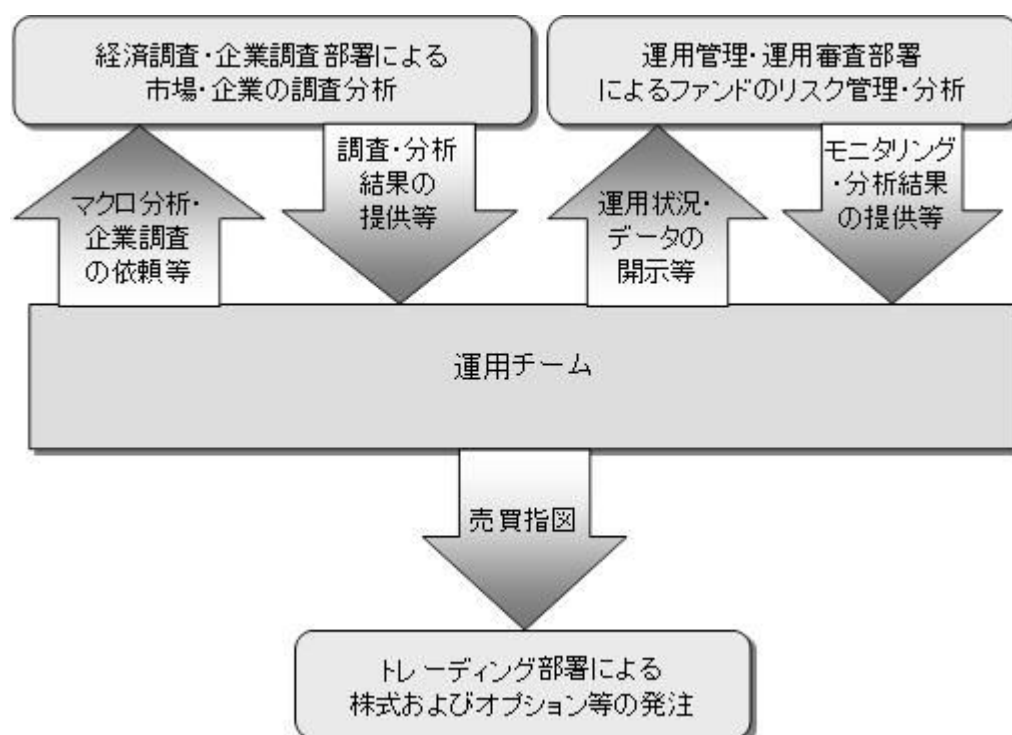 経済調査・企業調査部署による
市場・企業の調査分析
運用管理・運用審査部署
によるファンドのリスク管理・分析
マクロ分析・
企業調査
の依頼等
調査・分析
結果の
提供等
運用状況・
データの
開示等
モニタリング
・分析結果
の提供等
運用チーム
売買指図
トレーディング部署による
株式およびオプション等の発注